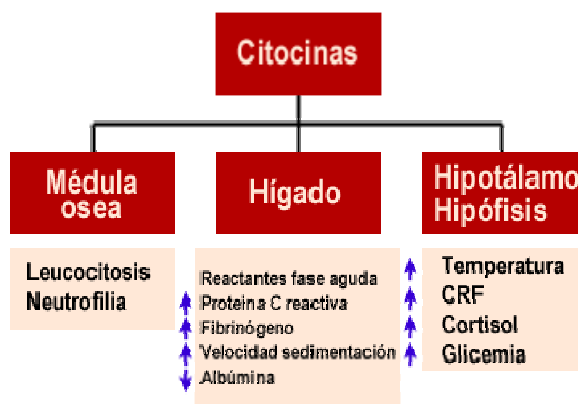 Citocinas
Médula
osea
Hígado
Hipotálamo
Hipófisis
Leucocitosis
Neutrofilia
Reactantes fase aguda
Proteina C reactiva
Fibrinógeno
Velocidad sedimentación
Albúmina
Temperatura
CRF
Cortisol
Glicemia